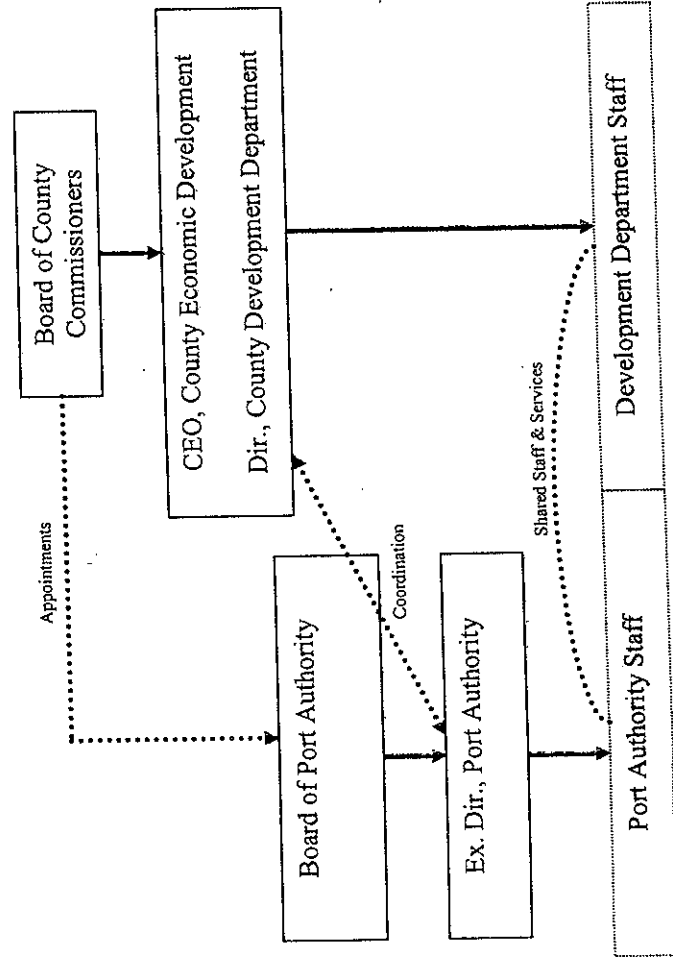 Board of County
Commissioners
Appointments
CEO, County Economic Development
Dir., County Development Department
Board of Port Authority
Coordination
Ex. Dir., Port Authority
Shared Staff & Services
Port Authority Staff
Development Department Staff